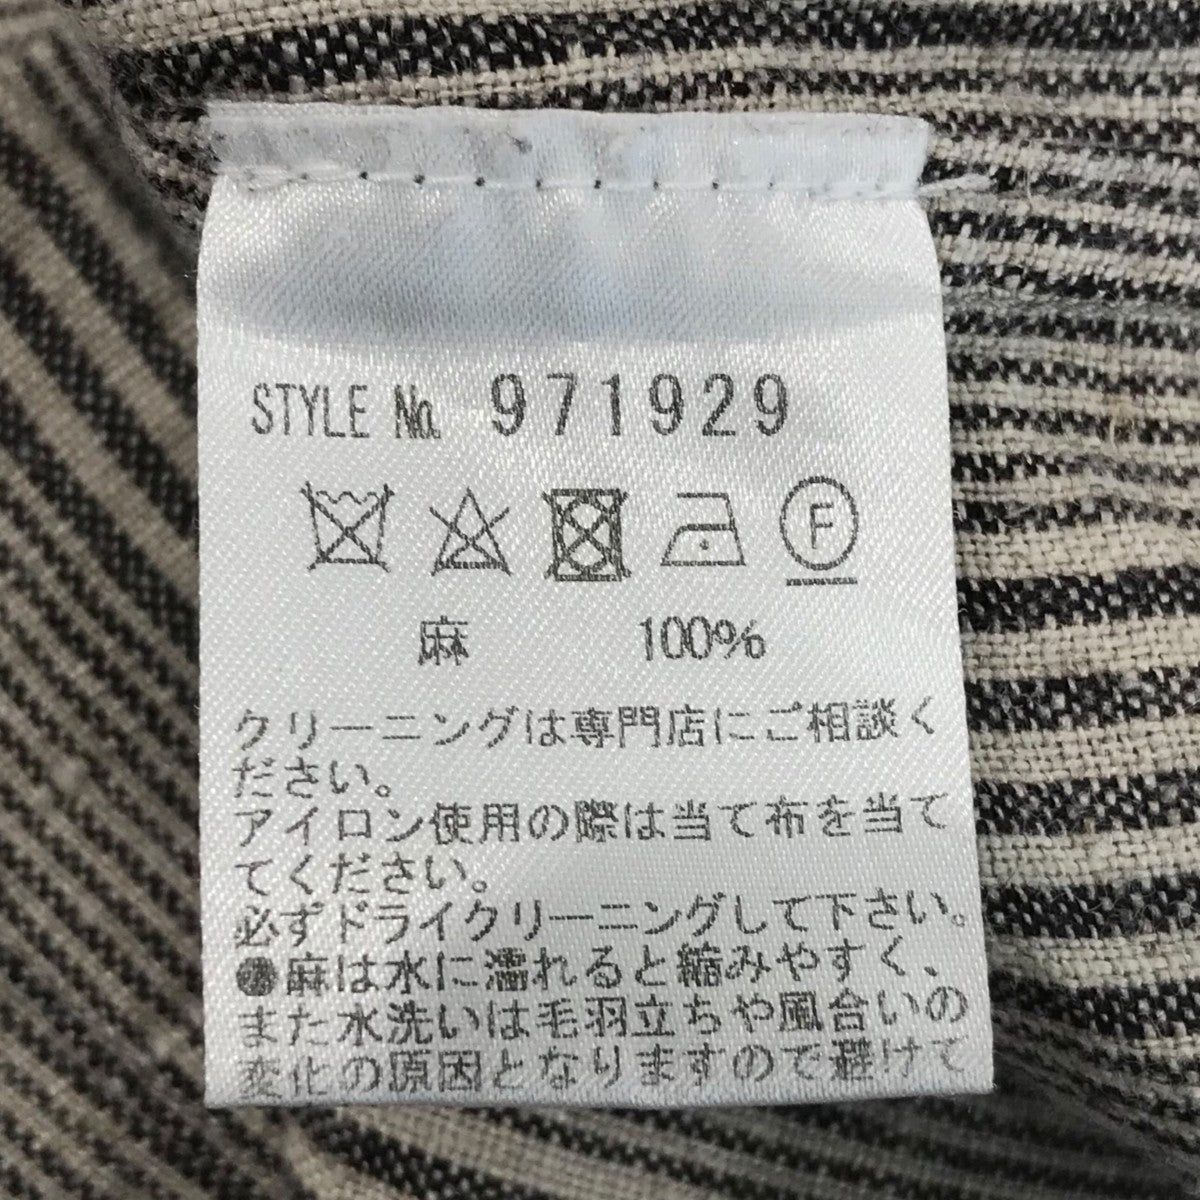 STYLE No. 971929
F
麻 100%
クリーニングは専門店にご相談く
ださい。
アイロン使用の際は当て布を当て
てください。
必ずドライクリーニングして下さい。
●麻は水に濡れると縮みやすく、
また水洗いは毛羽立ちや風合いの
変化の原因となりますので避けて